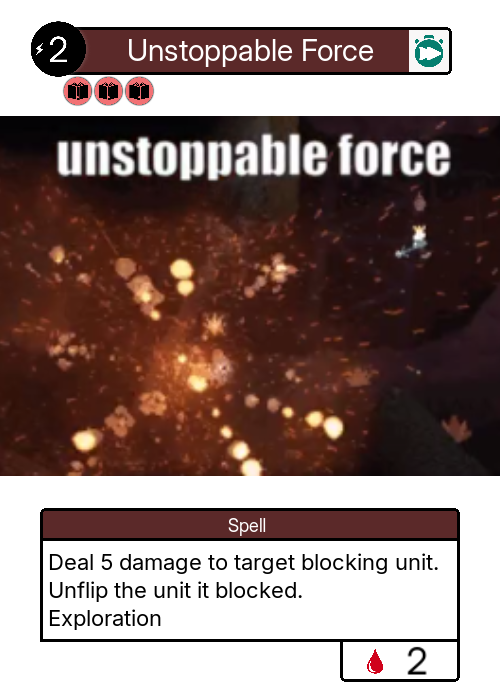 2
Unstoppable Force
unstoppable force
Spell
Deal 5 damage to target blocking unit.
Unflip the unit it blocked.
Exploration
2